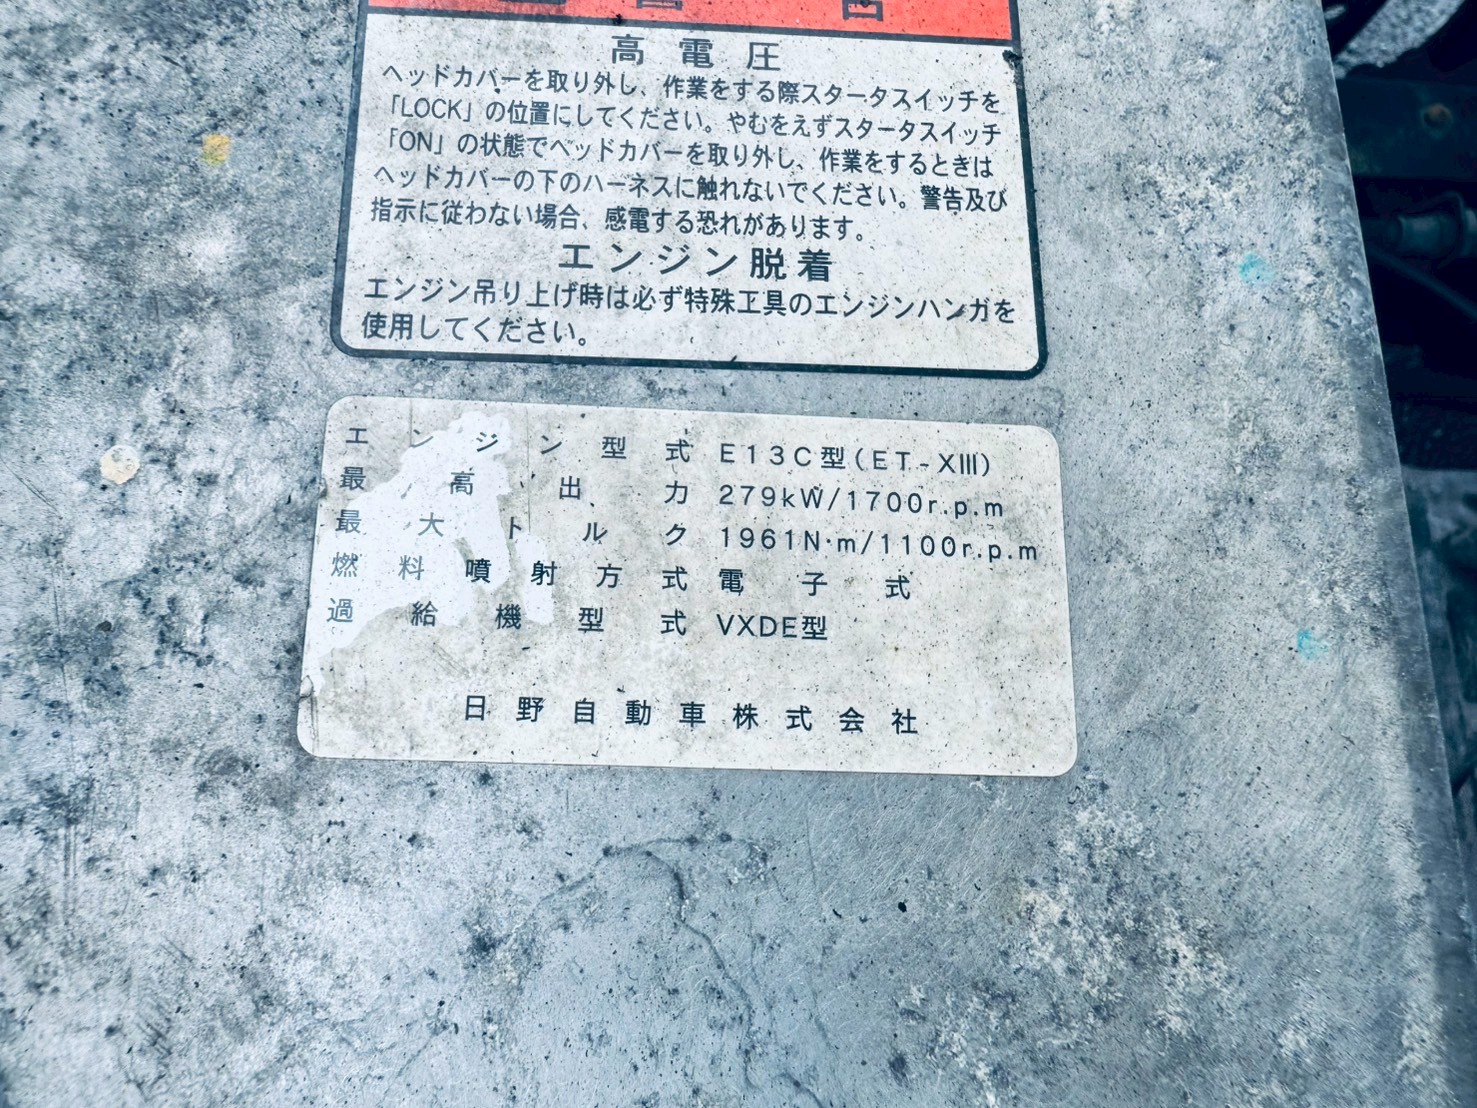 高電圧
ヘッドカバーを取り外し、作業をする際スタータスイッチを
「LOCK」の位置にしてください。やむをえずスタータスイッチ
「ON」の状態でヘッドカバーを取り外し、作業をするときは
ヘッドカバーの下のハーネスに触れないでください。警告及び
指示に従わない場合、感電する恐れがあります。
エンジン脱着
エンジン吊り上げ時は必ず特殊工具のエンジンハンガを
使用してください。
エンジン型式 E13C型(ET-XⅢ)
最高出力 279kW/1700r.p.m
最大トルク 1961N·m/1100r.p.m
燃料噴射方式 電子式
過給機型式 VXDE型
日野自動車株式会社